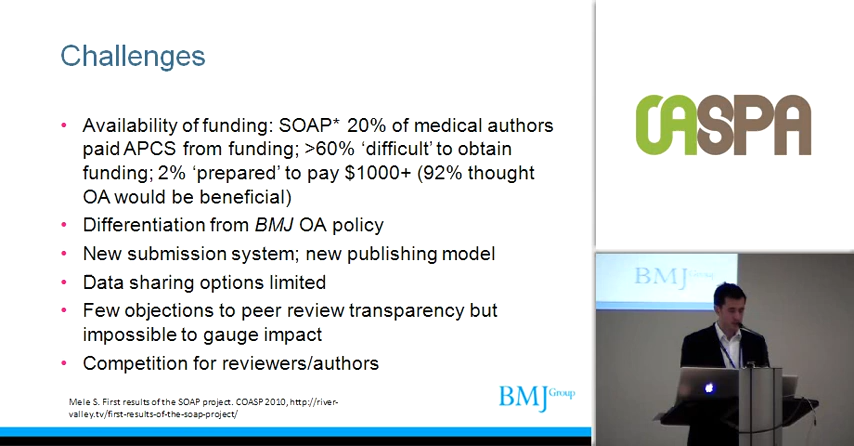 Challenges
• Availability of funding: SOAP* 20% of medical authors
paid APCS from funding; >60% ‘difficult’ to obtain
funding; 2% ‘prepared’ to pay $1000+ (92% thought
OA would be beneficial)
• Differentiation from BMJ OA policy
• New submission system; new publishing model
• Data sharing options limited
• Few objections to peer review transparency but
impossible to gauge impact
• Competition for reviewers/authors
Mele S. First results of the SOAP project. COASP 2010, http://river-
valley.tv/first-results-of-the-soap-project/
BMJ Group
OASPA
BMJ Group